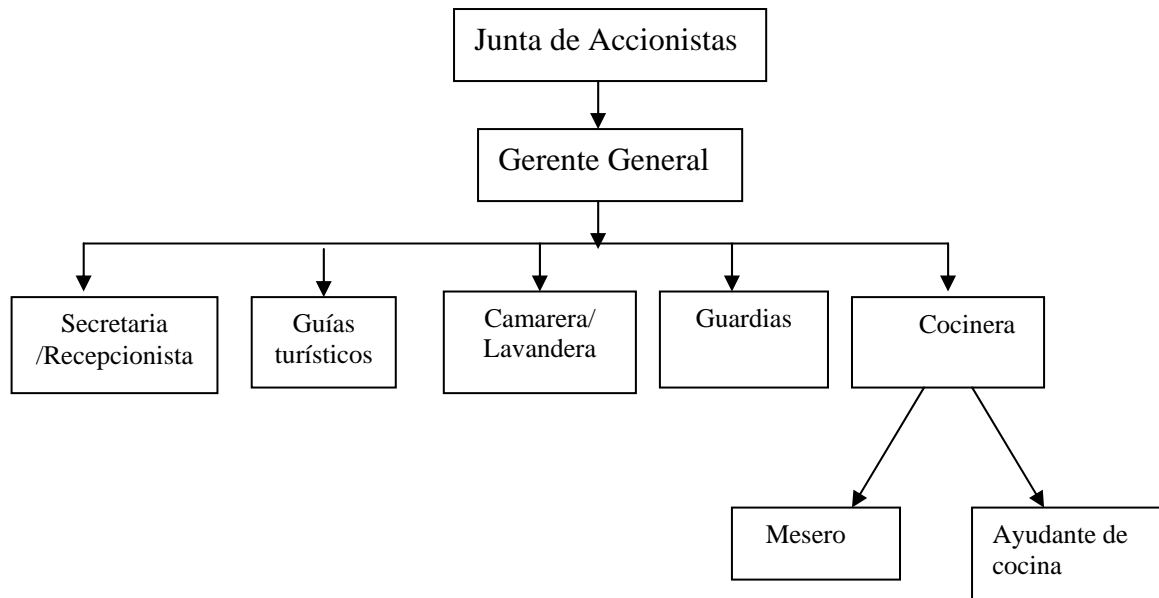 Junta de Accionistas
Gerente General
Secretaria
/Recepcionista
Guías
turísticos
Camarera/
Lavandera
Guardias
Cocinera
Mesero
Ayudante de
cocina